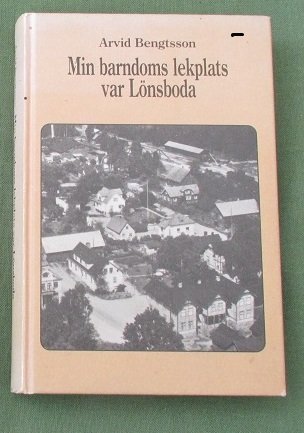 Arvid Bengtsson
Min barndoms lekplats
var Lönsboda